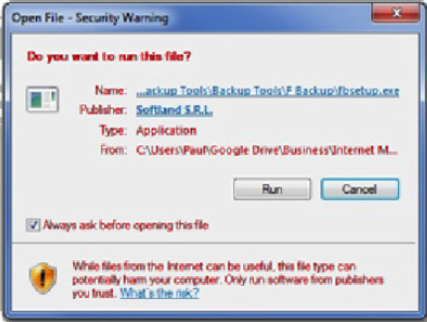 Open File - Security Warning
Do you want to run this file?
Name: ...ackup Tools\Backup Tools\F Backup\fbsetup.exe
Publisher: Softland S.R.L.
Type: Application
From: C:\Users\Paul\Google Drive\Business\Internet M...
Run Cancel
Always ask before opening this file
While files from the Internet can be useful, this file type can
potentially harm your computer. Only run software from publishers
you trust. What's the risk?